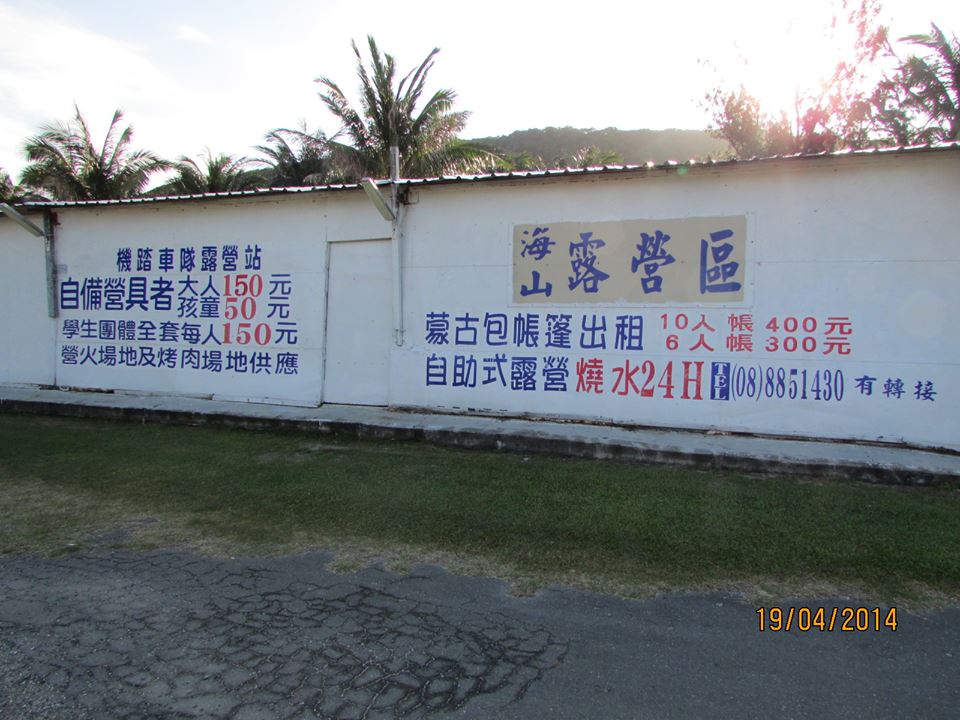 機踏車隊露營站
自備營具者 大人150元
孩童50元
學生團體全套每人150元
營火場地及烤肉場地供應
海山露營區
蒙古包帳篷出租 10人帳 400元
6人帳 300元
自助式露營 燒水24H TEL(08)8851430 有轉接
19/04/2014